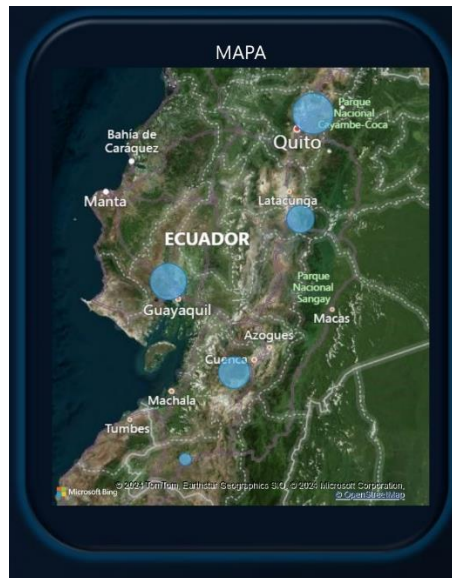 MAPA
Parque
Nacional
Cayambe-Coca
Quito
Bahía de
Caráquez
Manta
Latacunga
ECUADOR
Parque
Nacional
Sangay
Guayaquil
Macas
Azogues
Cuenca
Machala
Tumbes
Microsoft Bing
© 2024 TomTom, Earthstar Geographics SIO, © 2024 Microsoft Corporation,
© OpenStreetMap